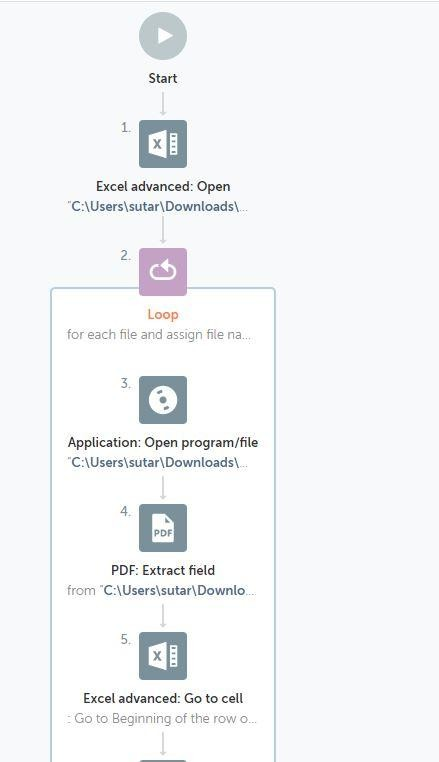 Start
1.
Excel advanced: Open
"C:\Users\sutar\Downloads\...
2.
Loop
for each file and assign file na...
3.
Application: Open program/file
"C:\Users\sutar\Downloads\...
4.
PDF
PDF: Extract field
from "C:\Users\sutar\Downlo...
5.
Excel advanced: Go to cell
: Go to Beginning of the row o...